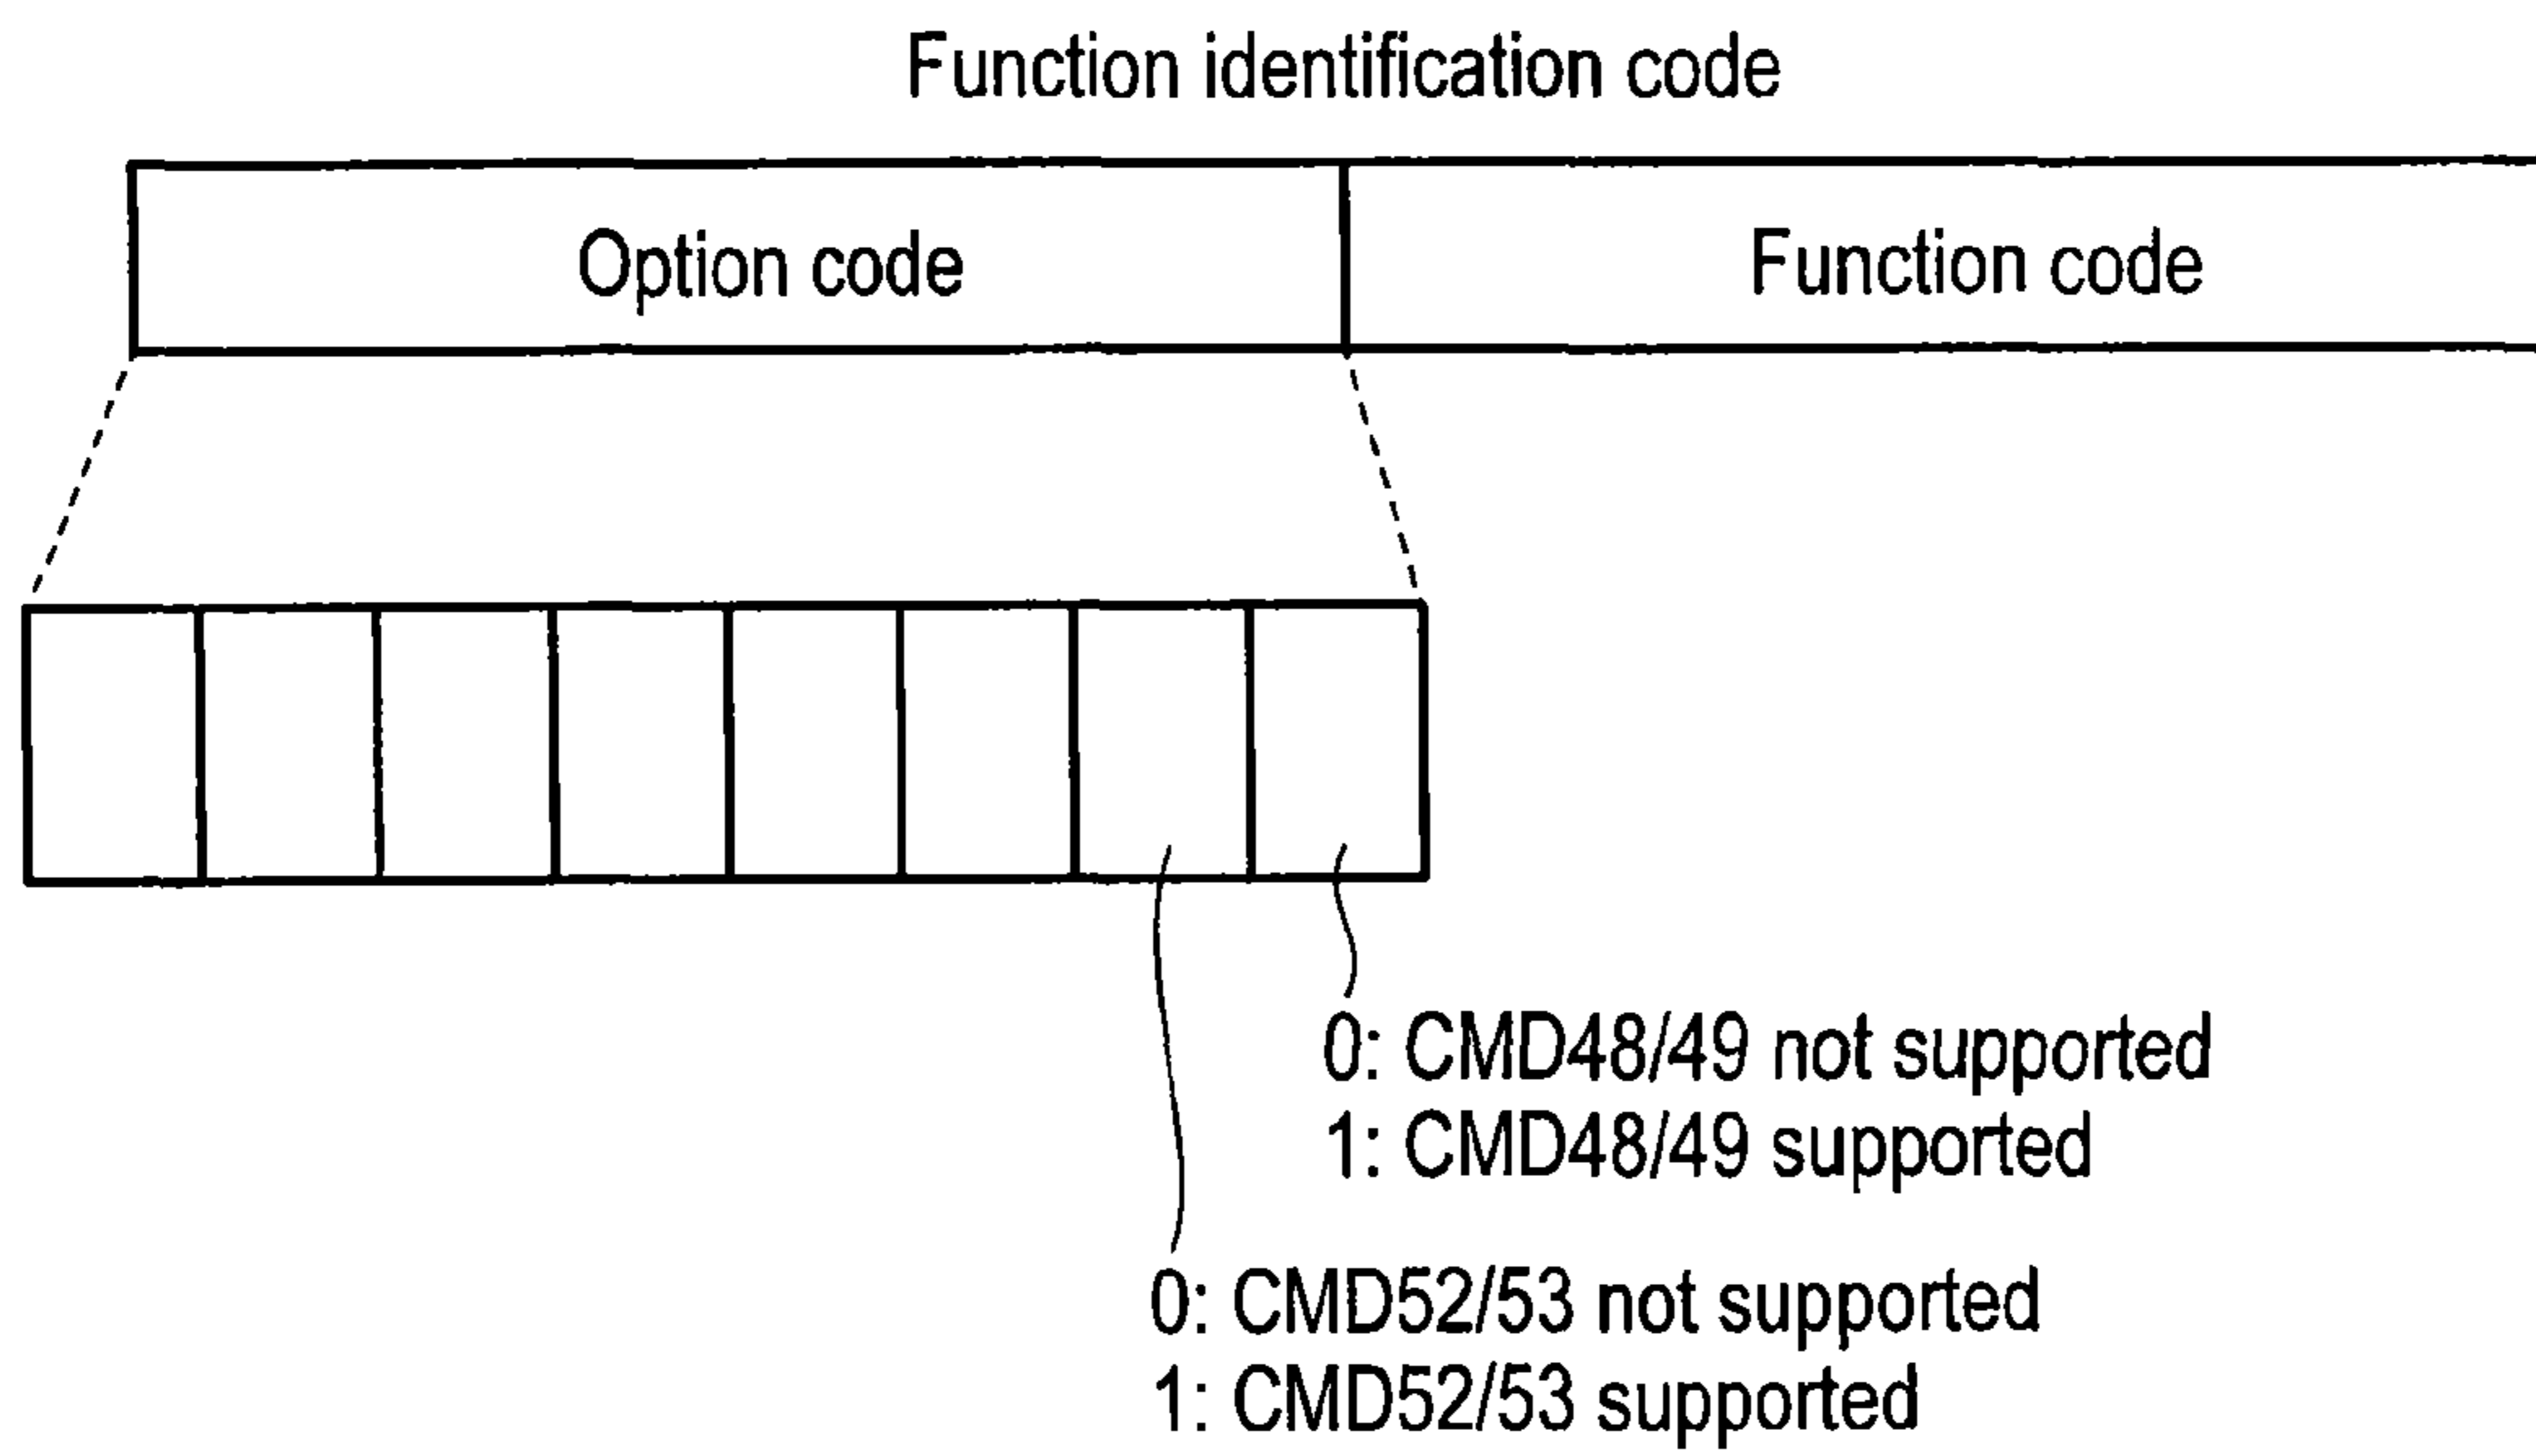 Function identification code
Option code
Function code
0: CMD48/49 not supported
1: CMD48/49 supported
0: CMD52/53 not supported
1: CMD52/53 supported